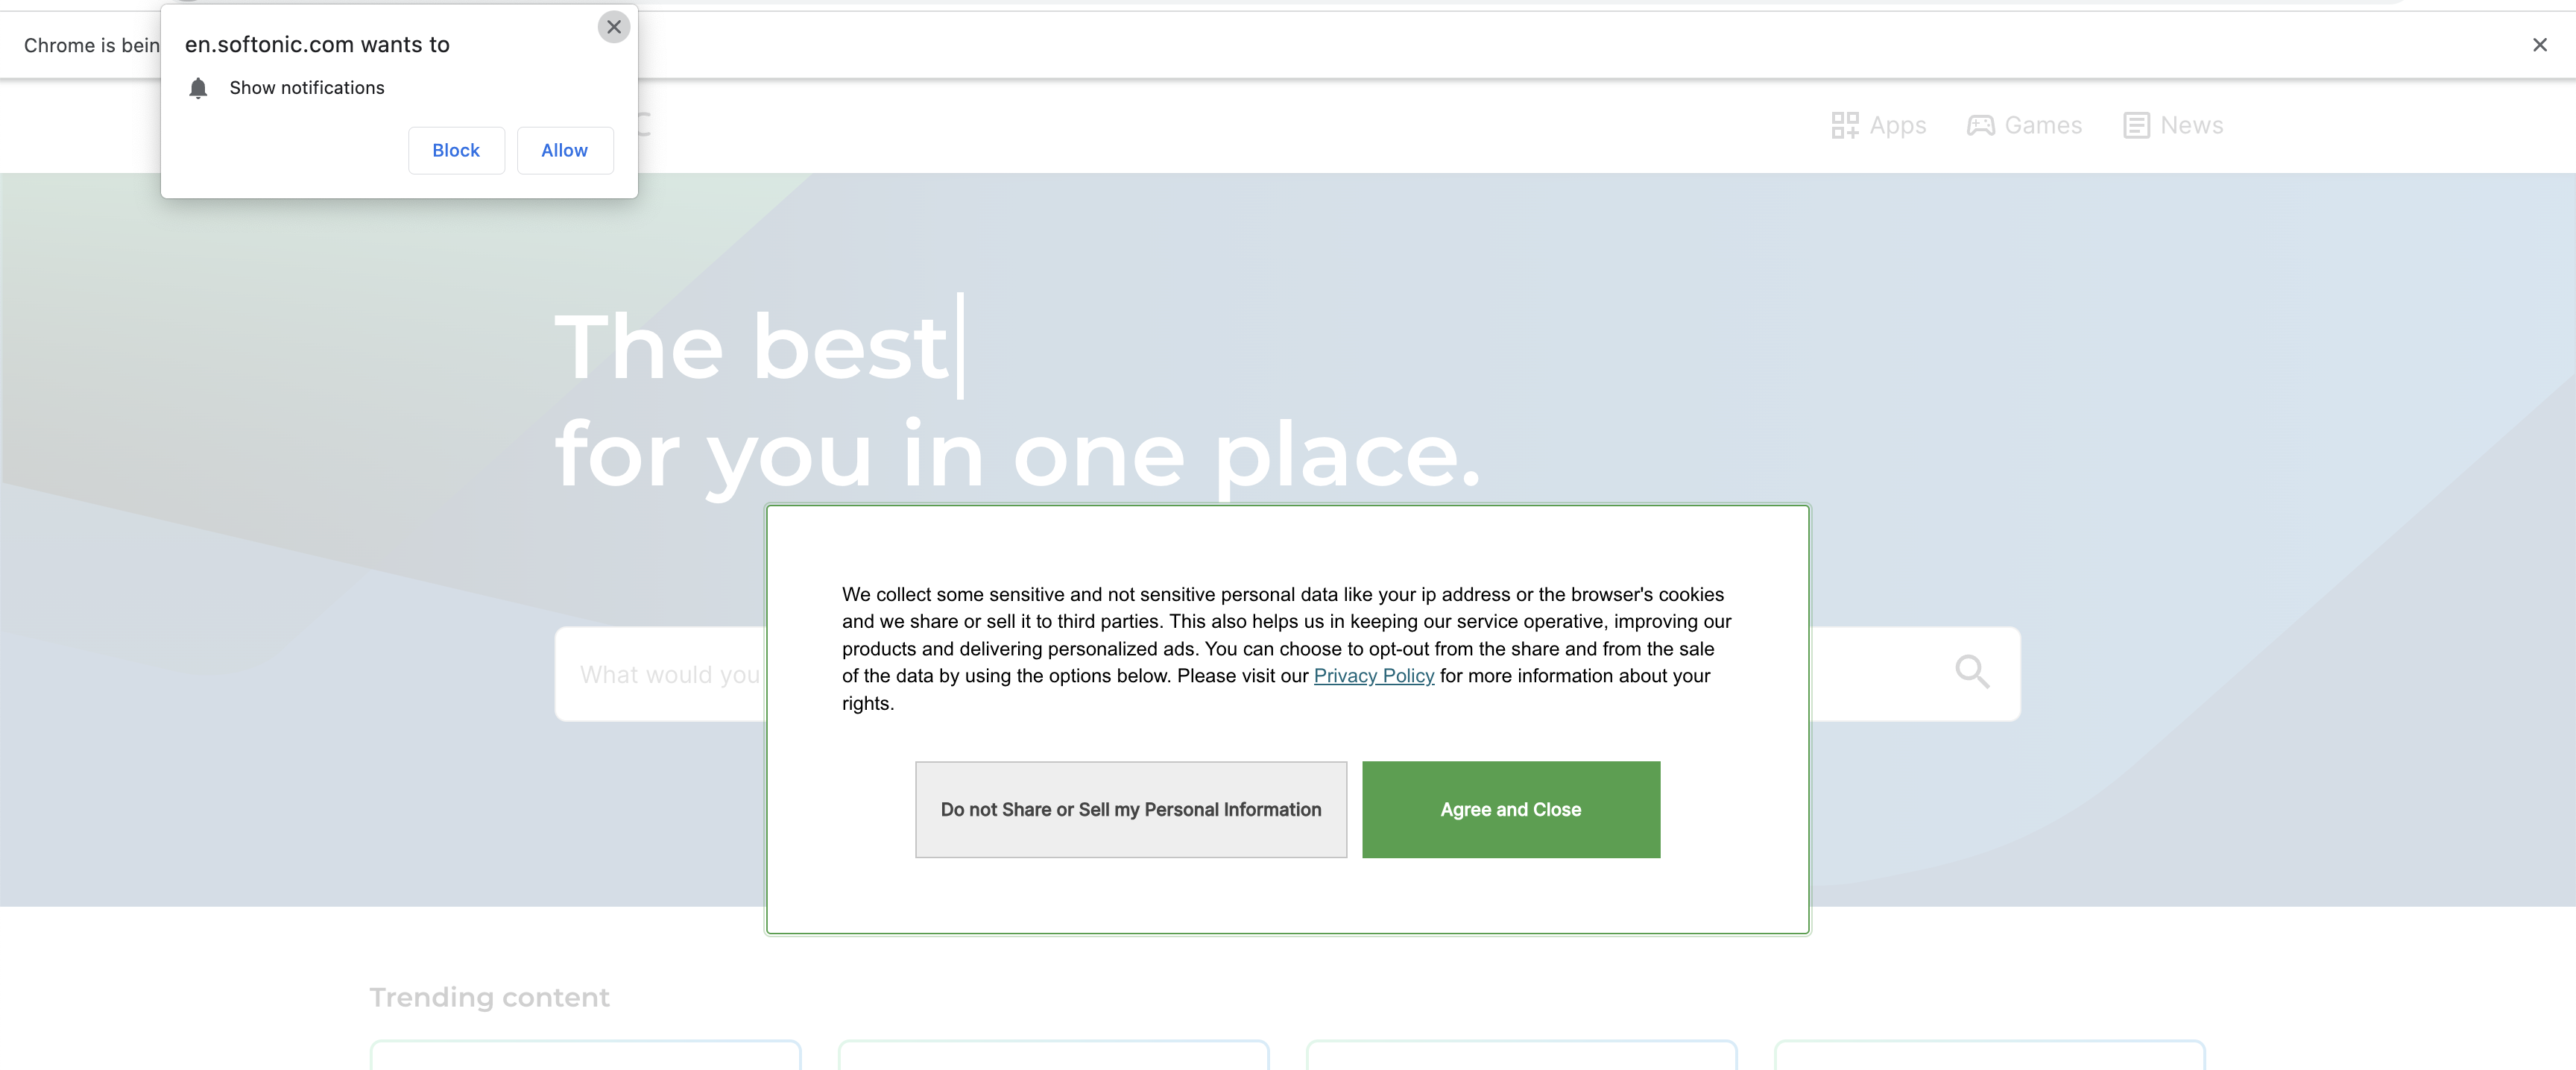 Chrome is bein
en.softonic.com wants to
Show notifications
Block
Allow
Apps
Games
News
The best
for you in one place.
What would you
We collect some sensitive and not sensitive personal data like your ip address or the browser's cookies
and we share or sell it to third parties. This also helps us in keeping our service operative, improving our
products and delivering personalized ads. You can choose to opt-out from the share and from the sale
of the data by using the options below. Please visit our Privacy Policy for more information about your
rights.
Do not Share or Sell my Personal Information
Agree and Close
Trending content